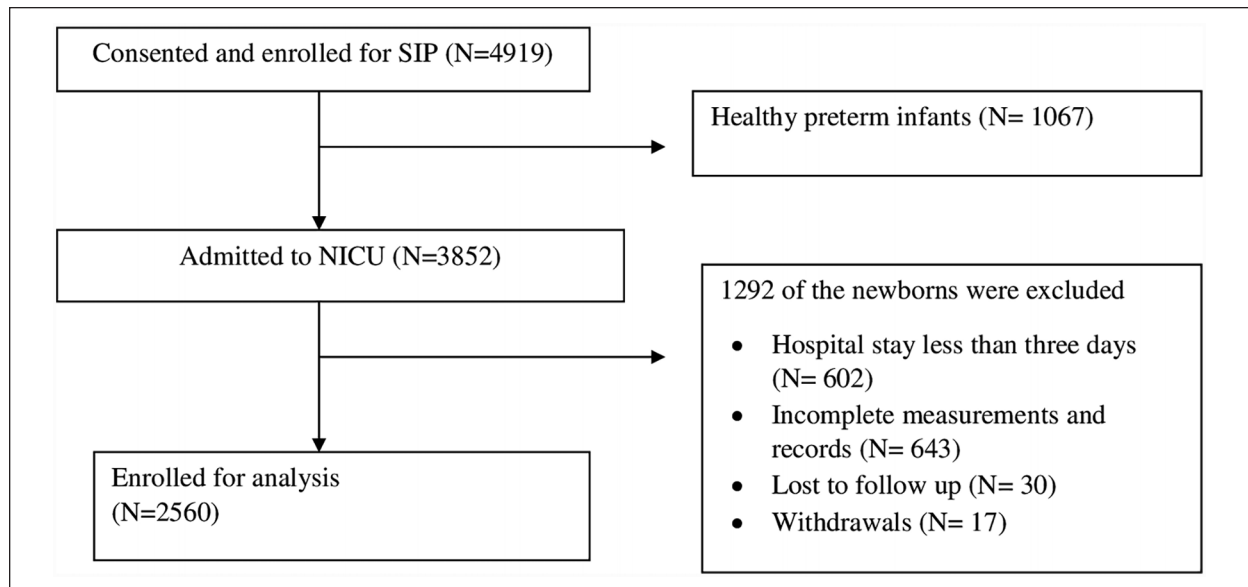 Consented and enrolled for SIP (N=4919)
Healthy preterm infants (N= 1067)
Admitted to NICU (N=3852)
1292 of the newborns were excluded
• Hospital stay less than three days
(N= 602)
• Incomplete measurements and
records (N= 643)
• Lost to follow up (N= 30)
• Withdrawals (N= 17)
Enrolled for analysis
(N=2560)